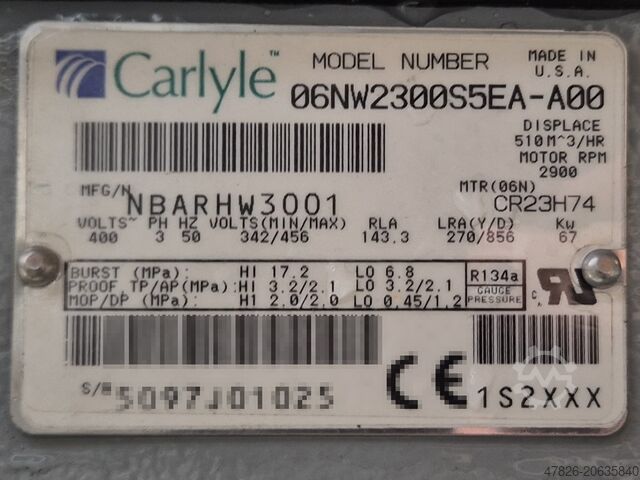 Carlyle™
MODEL NUMBER
MADE IN
U.S.A.
06NW2300S5EA-A00
DISPLACE
510M^3/HR
MOTOR RPM
2900
MFG/N
NBARHW3001
MTR(06N)
CR23H74
VOLTS~ PH HZ VOLTS(MIN/MAX) RLA LRA(Y/D) Kw
400 3 50 342/456 143.3 270/856 67
BURST (MPa): HI 17.2 LO 6.8
PROOF TP/AP(MPa): HI 3.2/2.1 LO 3.2/2.1
MOP/DP (MPa): HI 2.0/2.0 LO 0.45/1.2
R134a
GAUGE
PRESSURE
S/N
5097J01025
CE
1S2XXX
47826-20635840